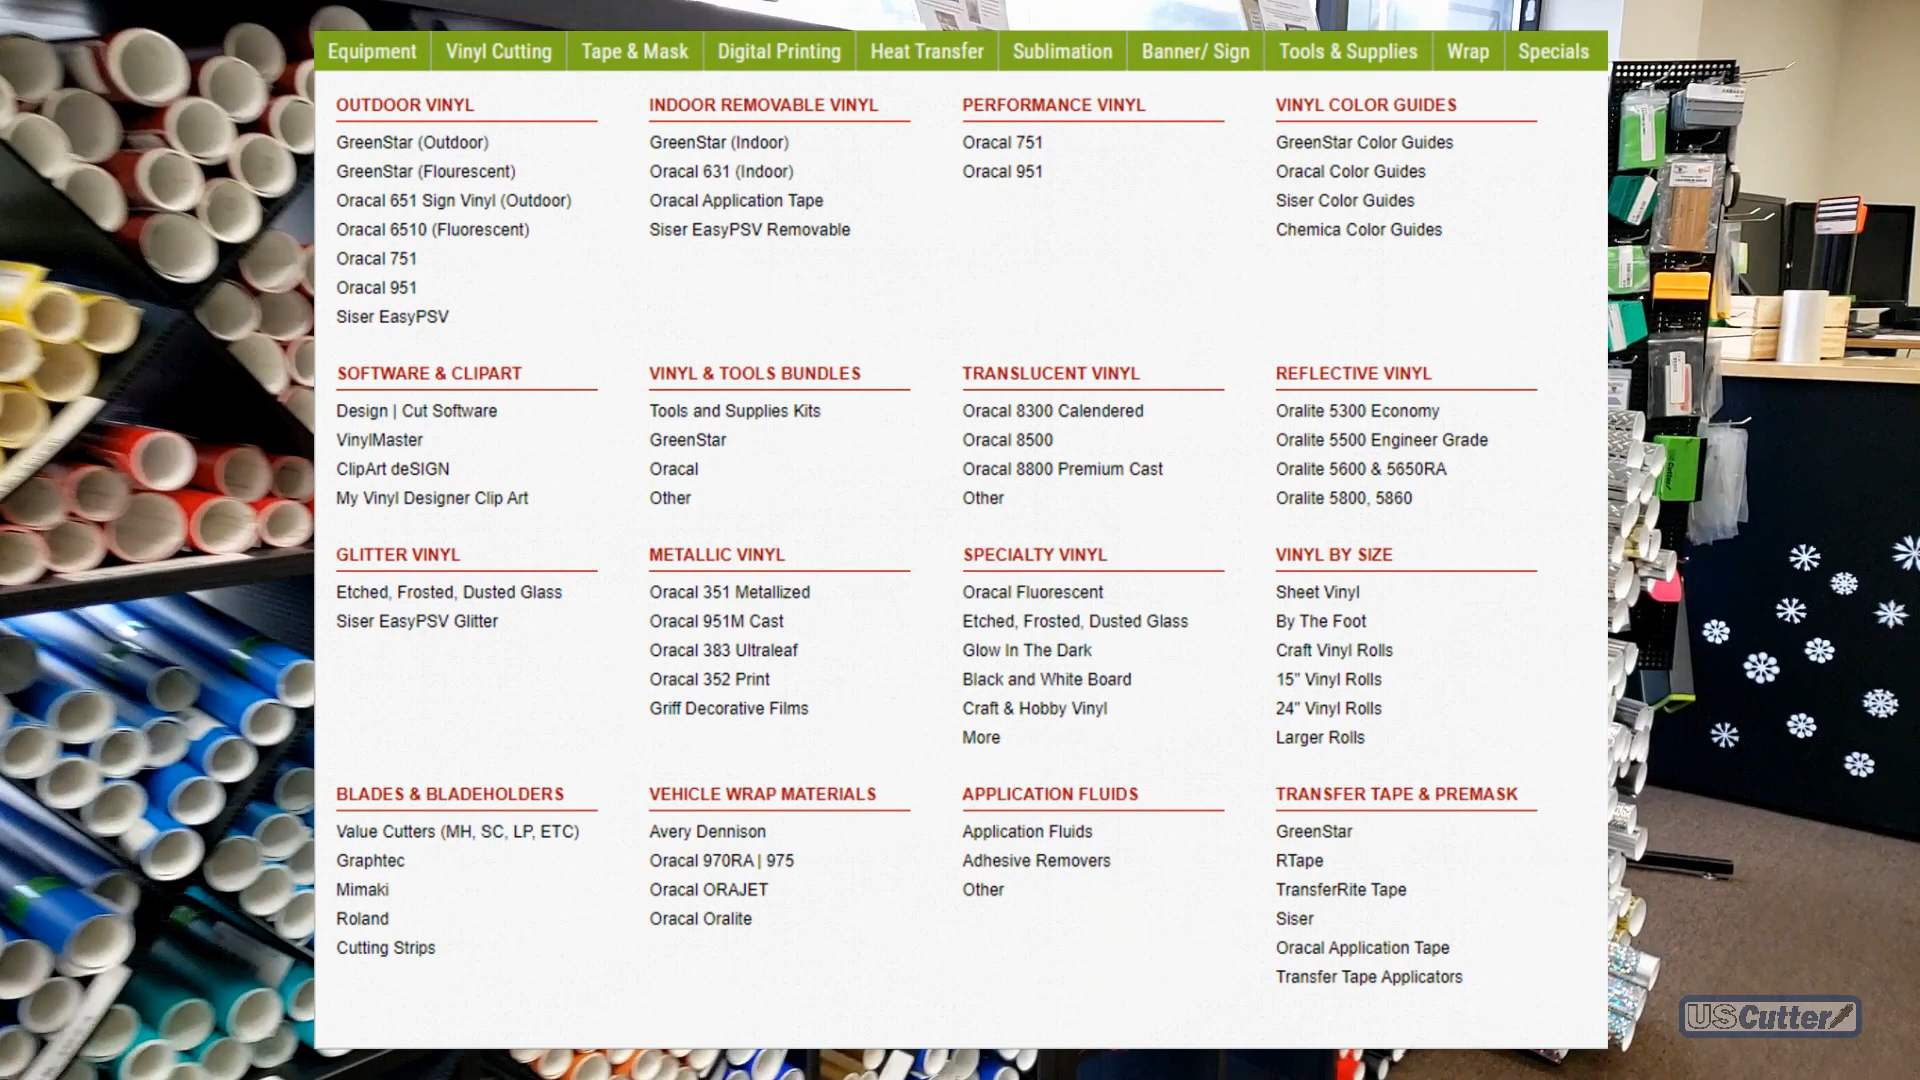 Equipment
Vinyl Cutting
Tape & Mask
Digital Printing
Heat Transfer
Sublimation
Banner/ Sign
Tools & Supplies
Wrap
Specials
OUTDOOR VINYL
GreenStar (Outdoor)
GreenStar (Flourescent)
Oracal 651 Sign Vinyl (Outdoor)
Oracal 6510 (Fluorescent)
Oracal 751
Oracal 951
Siser EasyPSV
INDOOR REMOVABLE VINYL
GreenStar (Indoor)
Oracal 631 (Indoor)
Oracal Application Tape
Siser EasyPSV Removable
PERFORMANCE VINYL
Oracal 751
Oracal 951
VINYL COLOR GUIDES
GreenStar Color Guides
Oracal Color Guides
Siser Color Guides
Chemica Color Guides
SOFTWARE & CLIPART
Design | Cut Software
VinylMaster
ClipArt deSIGN
My Vinyl Designer Clip Art
VINYL & TOOLS BUNDLES
Tools and Supplies Kits
GreenStar
Oracal
Other
TRANSLUCENT VINYL
Oracal 8300 Calendered
Oracal 8500
Oracal 8800 Premium Cast
Other
REFLECTIVE VINYL
Oralite 5300 Economy
Oralite 5500 Engineer Grade
Oralite 5600 & 5650RA
Oralite 5800, 5860
GLITTER VINYL
Etched, Frosted, Dusted Glass
Siser EasyPSV Glitter
METALLIC VINYL
Oracal 351 Metallized
Oracal 951M Cast
Oracal 383 Ultraleaf
Oracal 352 Print
Griff Decorative Films
SPECIALTY VINYL
Oracal Fluorescent
Etched, Frosted, Dusted Glass
Glow In The Dark
Black and White Board
Craft & Hobby Vinyl
More
VINYL BY SIZE
Sheet Vinyl
By The Foot
Craft Vinyl Rolls
15" Vinyl Rolls
24" Vinyl Rolls
Larger Rolls
BLADES & BLADEHOLDERS
Value Cutters (MH, SC, LP, ETC)
Graphtec
Mimaki
Roland
Cutting Strips
VEHICLE WRAP MATERIALS
Avery Dennison
Oracal 970RA | 975
Oracal ORAJET
Oracal Oralite
APPLICATION FLUIDS
Application Fluids
Adhesive Removers
Other
TRANSFER TAPE & PREMASK
GreenStar
RTape
TransferRite Tape
Siser
Oracal Application Tape
Transfer Tape Applicators
USCutter